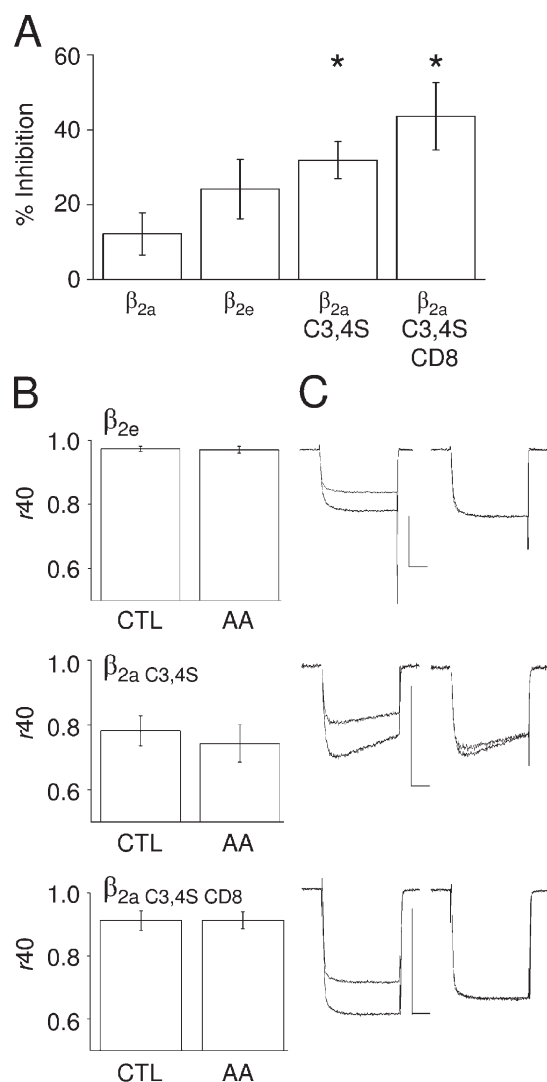 A
60
40
20
0
% Inhibition
* *
β2a β2e β2a β2a
C3,4S C3,4S
CD8
B C
β2e
1.0
0.8
0.6
r40
CTL AA
β2a C3,4S
1.0
0.8
0.6
r40
CTL AA
β2a C3,4S CD8
1.0
0.8
0.6
r40
CTL AA